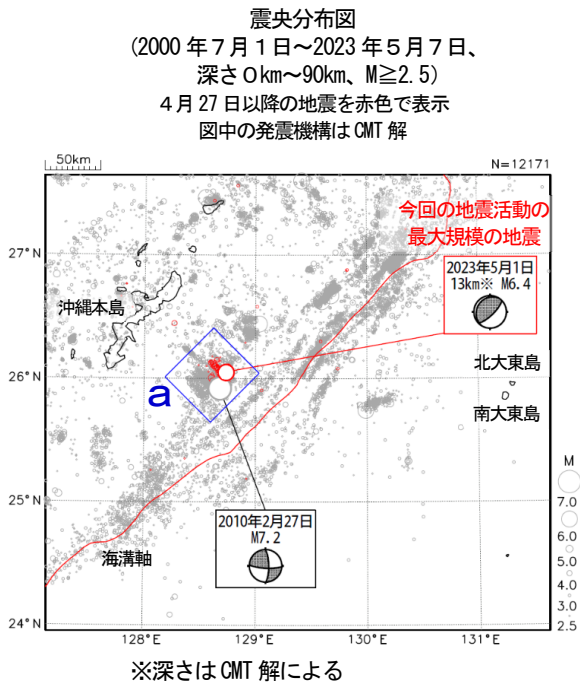 震央分布図
(2000年7月1日～2023年5月7日、
深さ0km～90km、M≧2.5)
4月27日以降の地震を赤色で表示
図中の発震機構はCMT解
50km
N=12171
今回の地震活動の
最大規模の地震
27°N
2023年5月1日
13km※ M6.4
沖縄本島
北大東島
26°N
a
南大東島
25°N
M
7.0
6.0
5.0
4.0
3.0
2.5
2010年2月27日
M7.2
海溝軸
24°N
128°E
129°E
130°E
131°E
※深さはCMT解による